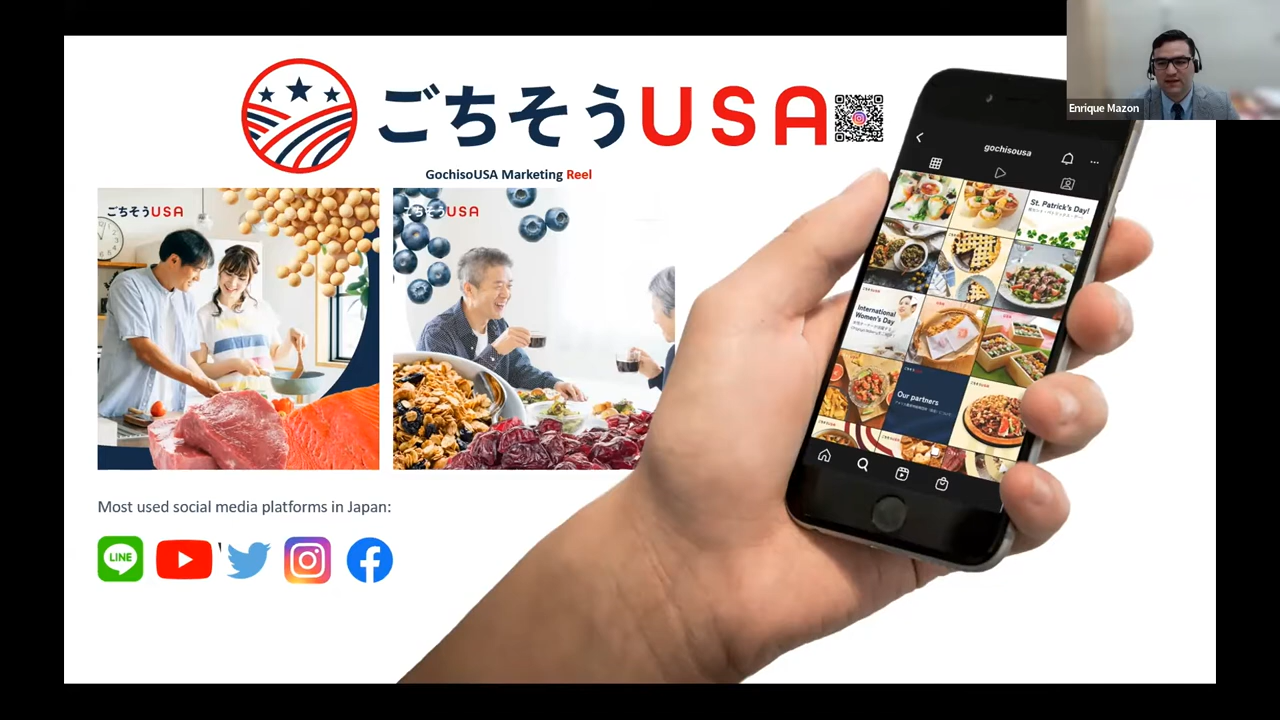 ごちそうUSA
Enrique Mazon
GochisoUSA Marketing Reel
ごちそうUSA
ごちそうUSA
gochisousa
St. Patrick's Day!
International
Women's Day
Our partners
Most used social media platforms in Japan:
LINE